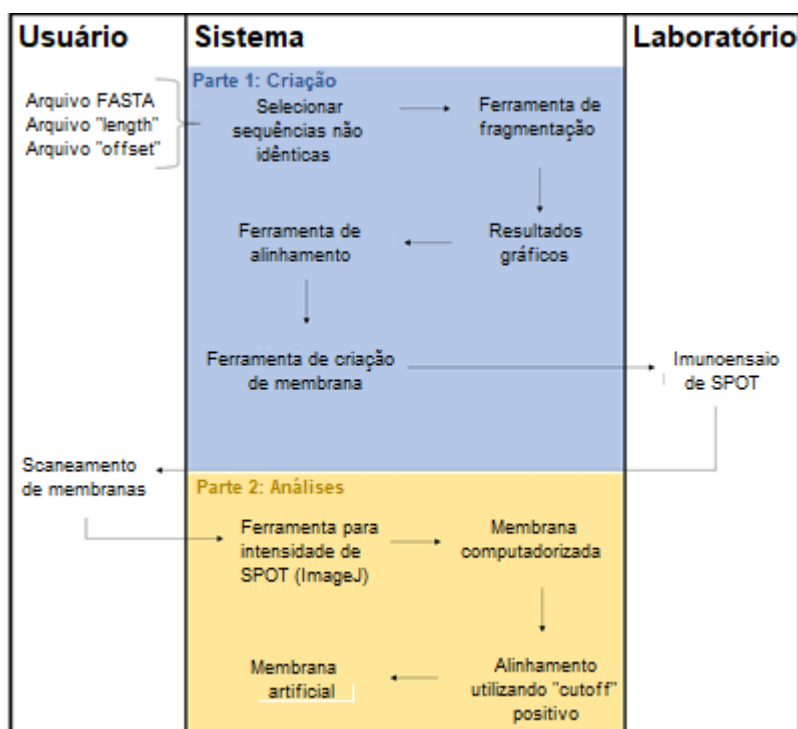 Usuário
Sistema
Laboratório
Parte 1: Criação
Arquivo FASTA
Arquivo "length"
Arquivo "offset"
Selecionar
sequências não
idênticas
Ferramenta de
fragmentação
Ferramenta de
alinhamento
Resultados
gráficos
Ferramenta de criação
de membrana
Imunoensaio
de SPOT
Scaneamento
de membranas
Parte 2: Análises
Ferramenta para
intensidade de
SPOT (ImageJ)
Membrana
computadorizada
Membrana
artificial
Alinhamento
utilizando "cutoff"
positivo